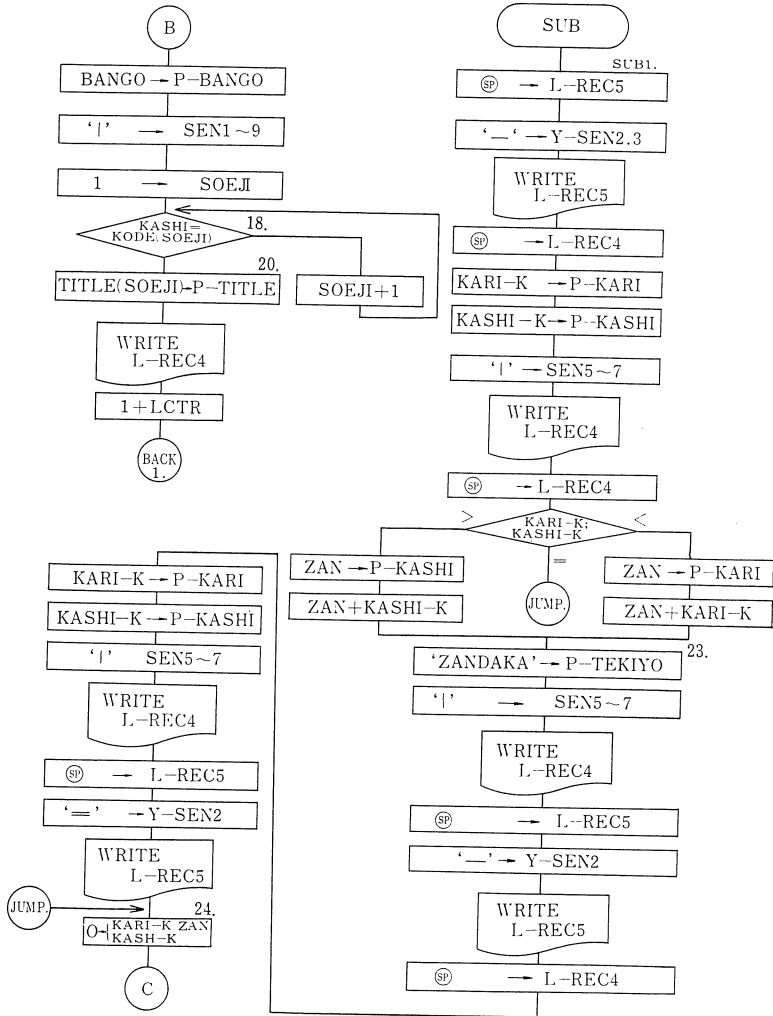 B
BANGO → P-BANGO
'|' → SEN1~9
1 → SOEJI
18.
KASHI=
KODE(SOEJI)
SOEJI+1
20.
TITLE(SOEJI)→P-TITLE
WRITE
L-REC4
1+LCTR
BACK
1.
SUB
SUB1.
SP → L-REC5
'—' → Y-SEN2.3
WRITE
L-REC5
SP → L-REC4
KARI-K → P-KARI
KASHI-K → P-KASHI
'|' → SEN5~7
WRITE
L-REC4
SP → L-REC4
> KARI-K; <
KASHI-K
=
ZAN → P-KASHI
ZAN+KASHI-K
JUMP.
ZAN → P-KARI
ZAN+KARI-K
23.
'ZANDAKA' → P-TEKIYO
'|' → SEN5~7
WRITE
L-REC4
SP → L-REC5
'—' → Y-SEN2
WRITE
L-REC5
SP → L-REC4
KARI-K → P-KARI
KASHI-K → P-KASHI
'|' SEN5~7
WRITE
L-REC4
SP → L-REC5
'=' → Y-SEN2
WRITE
L-REC5
JUMP.
24.
O→{KARI-K ZAN
KASH-K
C